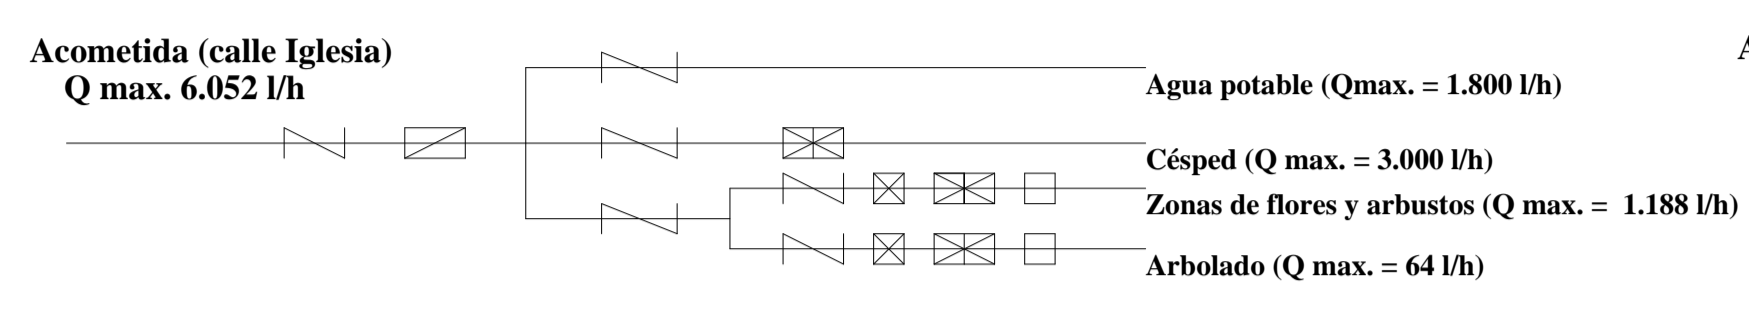 Acometida (calle Iglesia)
Q max. 6.052 l/h
Agua potable (Qmax. = 1.800 l/h)
Césped (Q max. = 3.000 l/h)
Zonas de flores y arbustos (Q max. =  1.188 l/h)
Arbolado (Q max. = 64 l/h)